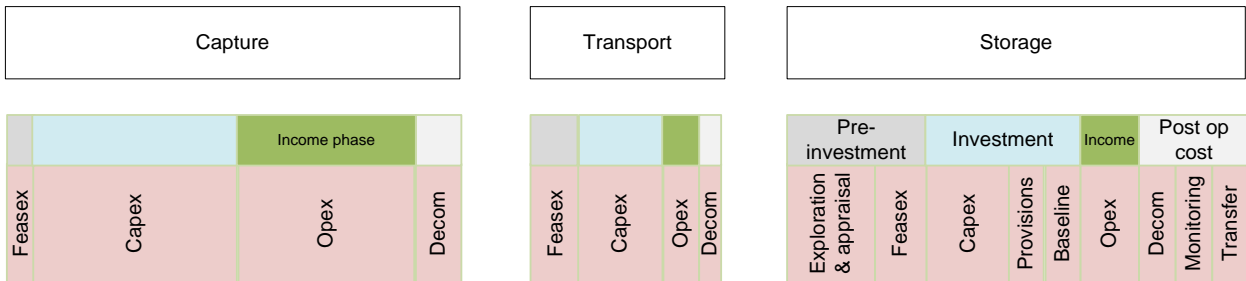 Capture
Transport
Storage
Income phase
Pre-
investment
Investment
Income
Post op
cost
Feasex
Capex
Opex
Decom
Feasex
Capex
Opex
Decom
Exploration
& appraisal
Feasex
Capex
Provisions
Baseline
Opex
Decom
Monitoring
Transfer